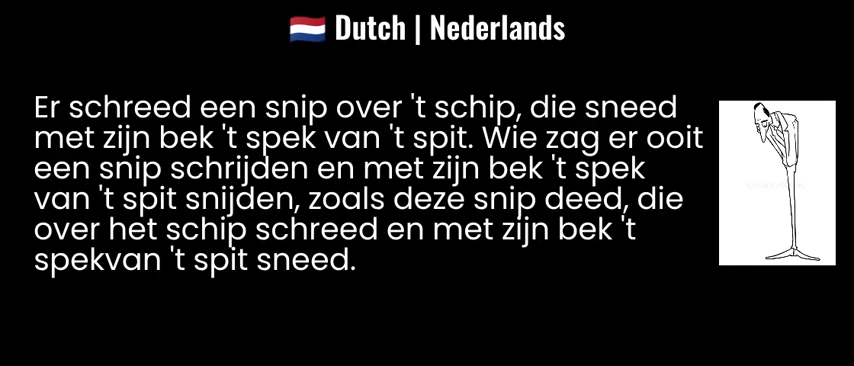 🇳🇱 Dutch | Nederlands
Er schreed een snip over 't schip, die sneed
met zijn bek 't spek van 't spit. Wie zag er ooit
een snip schrijden en met zijn bek 't spek
van 't spit snijden, zoals deze snip deed, die
over het schip schreed en met zijn bek 't
spekvan 't spit sneed.